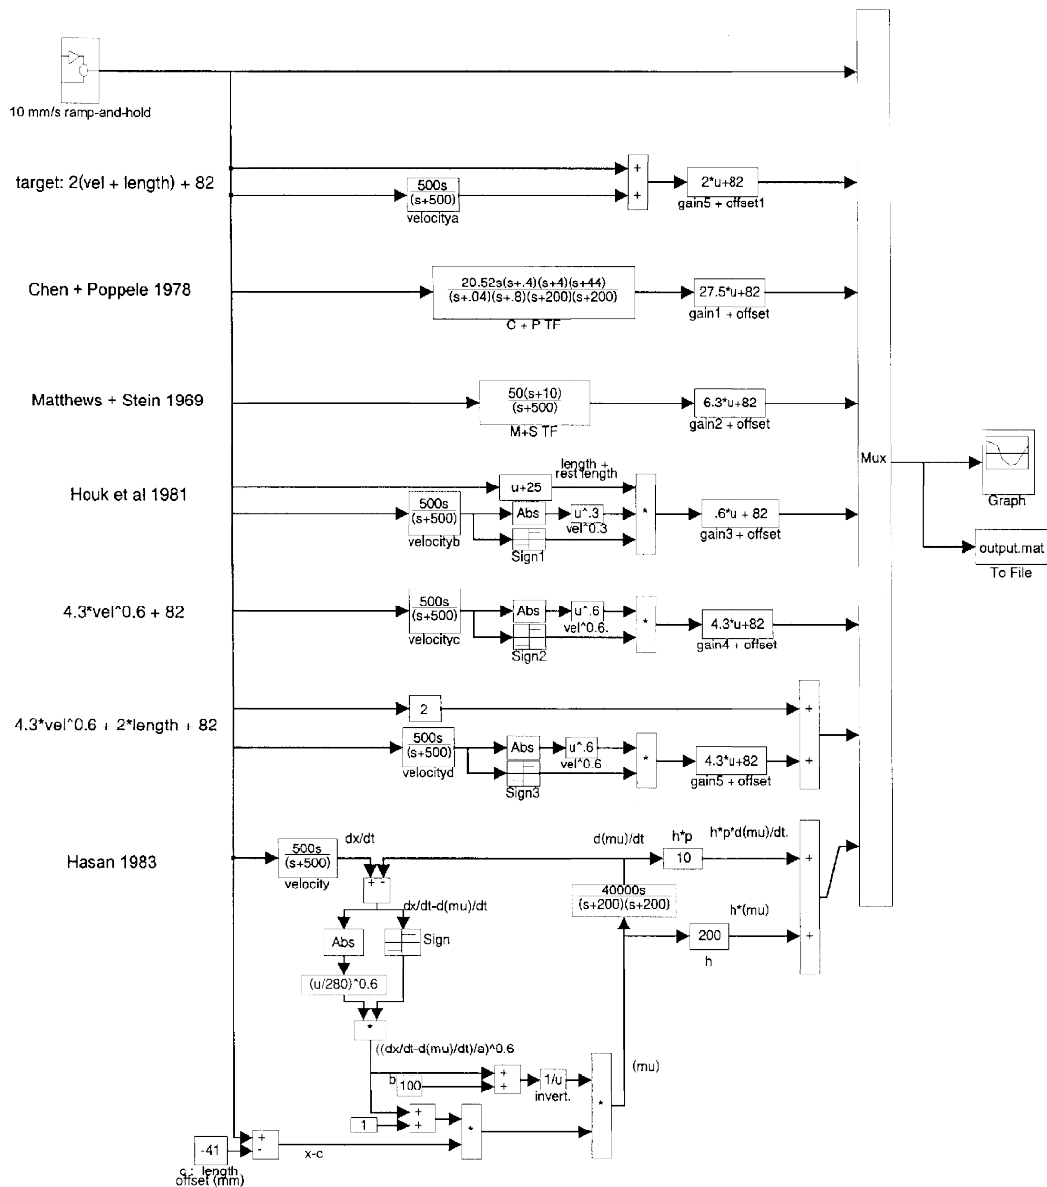 10 mm/s ramp-and-hold
target: 2(vel + length) + 82
500s
(s+500)
velocitya
+
+
2*u+82
gain5 + offset1
Chen + Poppele 1978
20.52s(s+.4)(s+4)(s+44)
(s+.04)(s+.8)(s+200)(s+200)
C + P TF
27.5*u+82
gain1 + offset
Matthews + Stein 1969
50(s+10)
(s+500)
M+S TF
6.3*u+82
gain2 + offset
Mux
Graph
output.mat
To File
Houk et al 1981
u+25
length +
rest length
500s
(s+500)
velocityb
Abs
u^.3
vel^0.3
Sign1
*
.6*u + 82
gain3 + offset
4.3*vel^0.6 + 82
500s
(s+500)
velocityc
Abs
u^.6
vel^0.6.
Sign2
*
4.3*u+82
gain4 + offset
4.3*vel^0.6 + 2*length + 82
2
500s
(s+500)
velocityd
Abs
u^.6
vel^0.6
Sign3
*
4.3*u+82
gain5 + offset
+
+
Hasan 1983
500s
(s+500)
velocity
dx/dt
+ -
dx/dt-d(mu)/dt
Abs
Sign
(u/280)^0.6
*
((dx/dt-d(mu)/dt)/a)^0.6
d(mu)/dt
h*p
10
h*p*d(mu)/dt.
40000s
(s+200)(s+200)
200
h
h*(mu)
+
+
b
100
+
+
1/u
invert.
*
(mu)
1
+
+
*
-41
c : length
offset (mm)
+
-
x-c